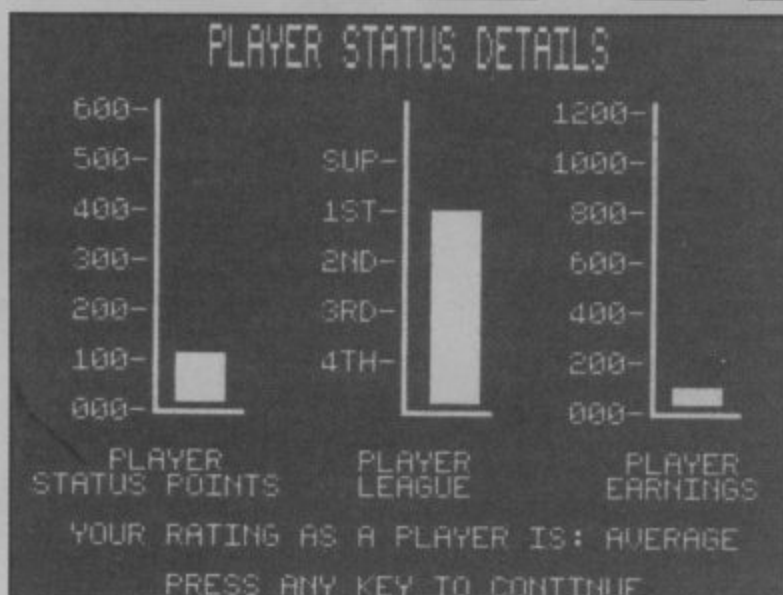 PLAYER STATUS DETAILS
600-
500-
400-
300-
200-
100-
000-
PLAYER
STATUS POINTS
SUP-
1ST-
2ND-
3RD-
4TH-
PLAYER
LEAGUE
1200-
1000-
800-
600-
400-
200-
000-
PLAYER
EARNINGS
YOUR RATING AS A PLAYER IS: AVERAGE
PRESS ANY KEY TO CONTINUE